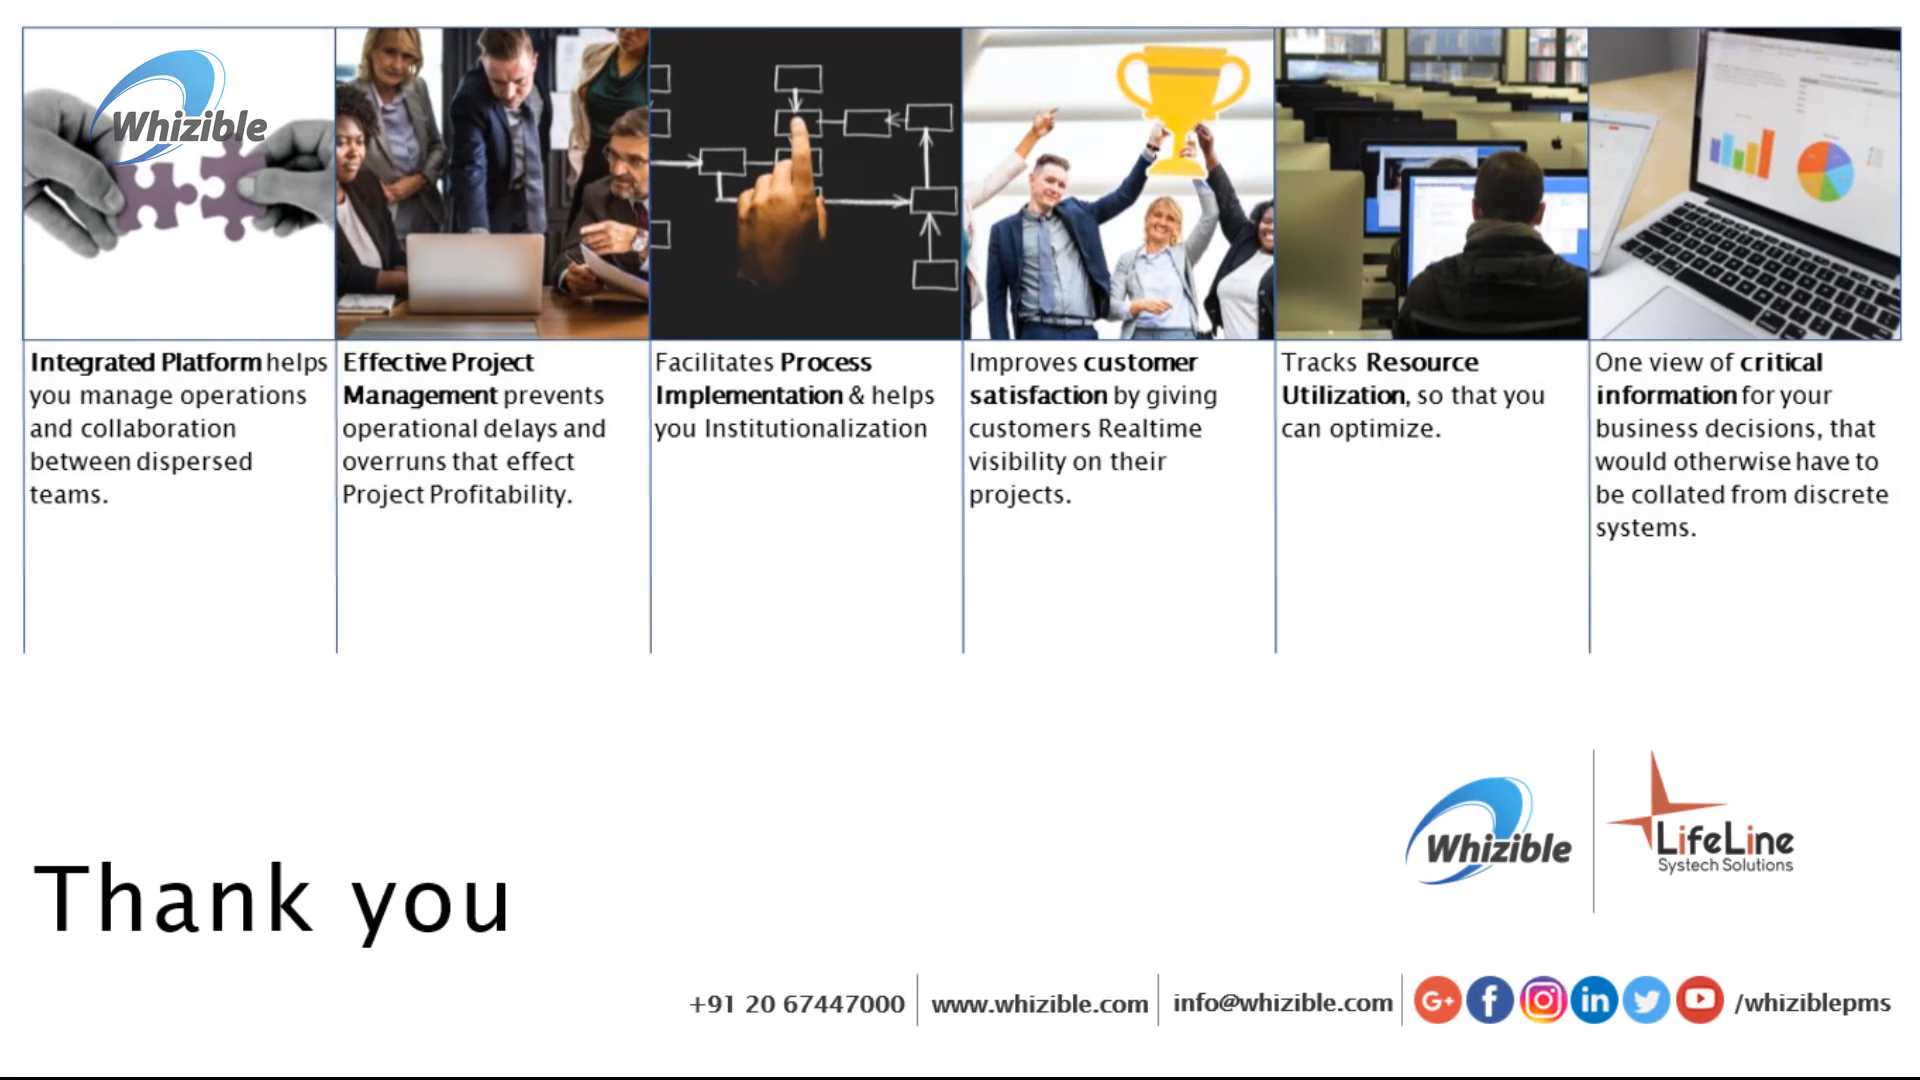 Whizible
Integrated Platform helps
you manage operations
and collaboration
between dispersed
teams.
Effective Project
Management prevents
operational delays and
overruns that effect
Project Profitability.
Facilitates Process
Implementation & helps
you Institutionalization
Improves customer
satisfaction by giving
customers Realtime
visibility on their
projects.
Tracks Resource
Utilization, so that you
can optimize.
One view of critical
information for your
business decisions, that
would otherwise have to
be collated from discrete
systems.
Whizible
LifeLine
Systech Solutions
Thank you
+91 20 67447000
www.whizible.com
info@whizible.com
G+
f
in
/whiziblepms